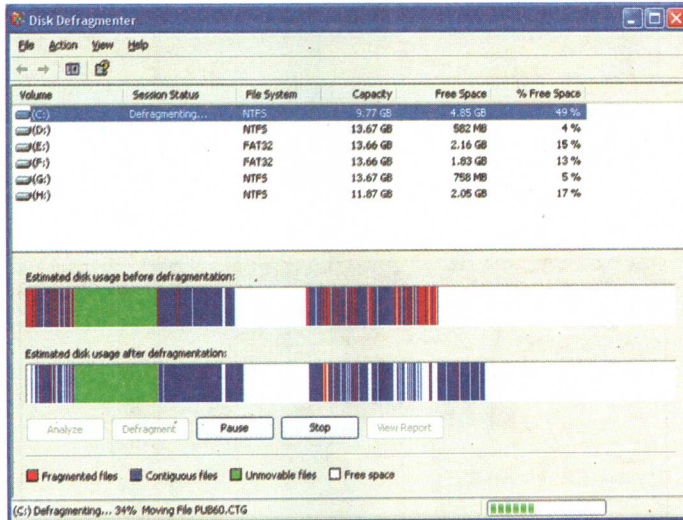 Disk Defragmenter
File Action View Help
Volume Session Status File System Capacity Free Space % Free Space
(C:) Defragmenting... NTFS 9.77 GB 4.85 GB 49 %
(D:) NTFS 13.67 GB 582 MB 4 %
(E:) FAT32 13.66 GB 2.16 GB 15 %
(F:) FAT32 13.66 GB 1.83 GB 13 %
(G:) NTFS 13.67 GB 758 MB 5 %
(H:) NTFS 11.87 GB 2.05 GB 17 %
Estimated disk usage before defragmentation:
Estimated disk usage after defragmentation:
Analyze Defragment Pause Stop View Report
Fragmented files Contiguous files Unmovable files Free space
(C:) Defragmenting... 34% Moving File PUB60.CTG